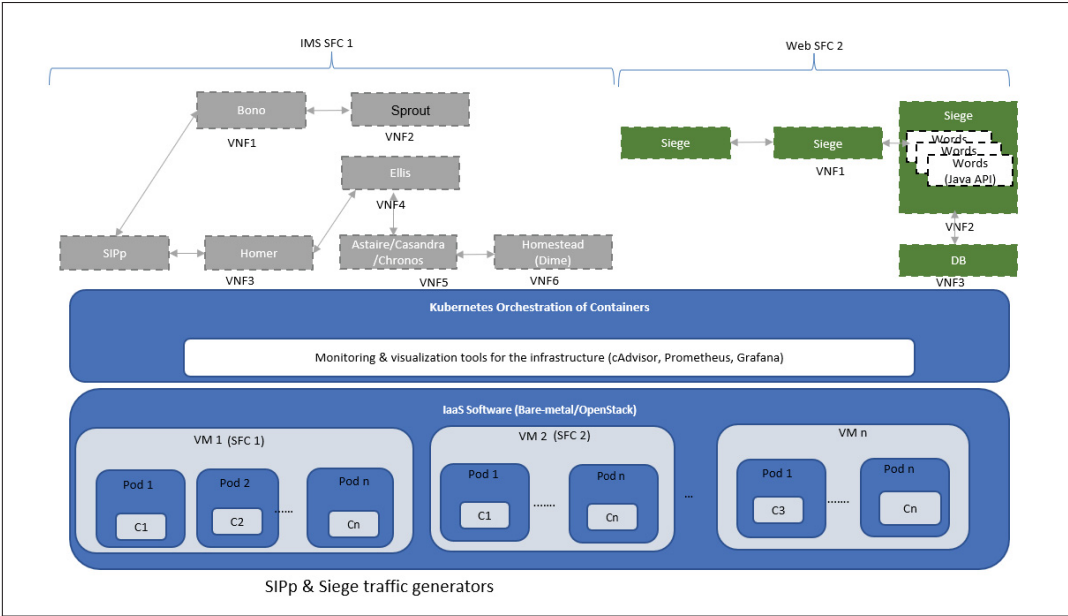 IMS SFC 1
Web SFC 2
Bono
VNF1
Sprout
VNF2
Ellis
VNF4
SIPp
Homer
VNF3
Astaire/Casandra
/Chronos
VNF5
Homestead
(Dime)
VNF6
Siege
Siege
VNF1
Siege
Words
Words
Words
(Java API)
VNF2
DB
VNF3
Kubernetes Orchestration of Containers
Monitoring & visualization tools for the infrastructure (cAdvisor, Prometheus, Grafana)
IaaS Software (Bare-metal/OpenStack)
VM 1 (SFC 1)
Pod 1
C1
Pod 2
C2
......
Pod n
Cn
VM 2 (SFC 2)
Pod 1
C1
.......
Pod n
Cn
...
VM n
Pod 1
C3
.......
Pod n
Cn
SIPp & Siege traffic generators